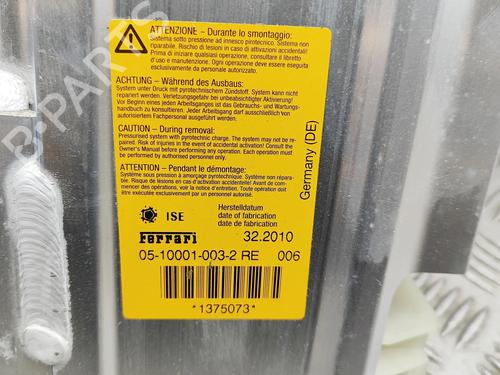 ATTENZIONE - Durante lo smontaggio:
Sistema sotto pressione ad innesco pirotecnico. Sistema non
riparabile. Rischio di lesioni in caso di attivazioni accidentali!
Prima di iniziare qualunque operazione, consultare il libretto
d'uso e manutenzione. Ogni operazione deve essere eseguita
esclusivamente da personale autorizzato.
ACHTUNG - Während des Ausbaus:
System unter Druck mit pyrotechnischem Zündstoff. System kann nicht
repariert werden. Verletzungsgefahr bei unbeabsichtigter Aktivierung!
Vor Beginn eines jeden Arbeitsganges ist das Gebrauchs- und Wartungs-
handbuch einzusehen. Jeder Arbeitsgang darf ausschließlich von
autorisiertem Fachpersonal ausgeführt werden.
CAUTION - During removal:
Pressurised system with pyrotechnic charge. The system may not be re-
paired. Risk of injuries in the event of accidental activation! Consult the
Owner's Manual before performing any operation. Each operation must
be performed by authorised personnel only.
ATTENTION - Pendant le démontage:
Système sous pression à amorçage pyrotechnique. Système non répa-
rable. Risque de lésions en cas d'activation accidentelle! Avant de com-
mencer des opérations, voir la notice d'utilisation et d'entretien. Toute
opération doit être exécutée exclusivement par un personnel autorisé.
Germany (DE)
ISE
Herstelldatum
date of fabrication
date de fabrication
Ferrari
32.2010
05-10001-003-2 RE 006
*1375073*
B-PARTS